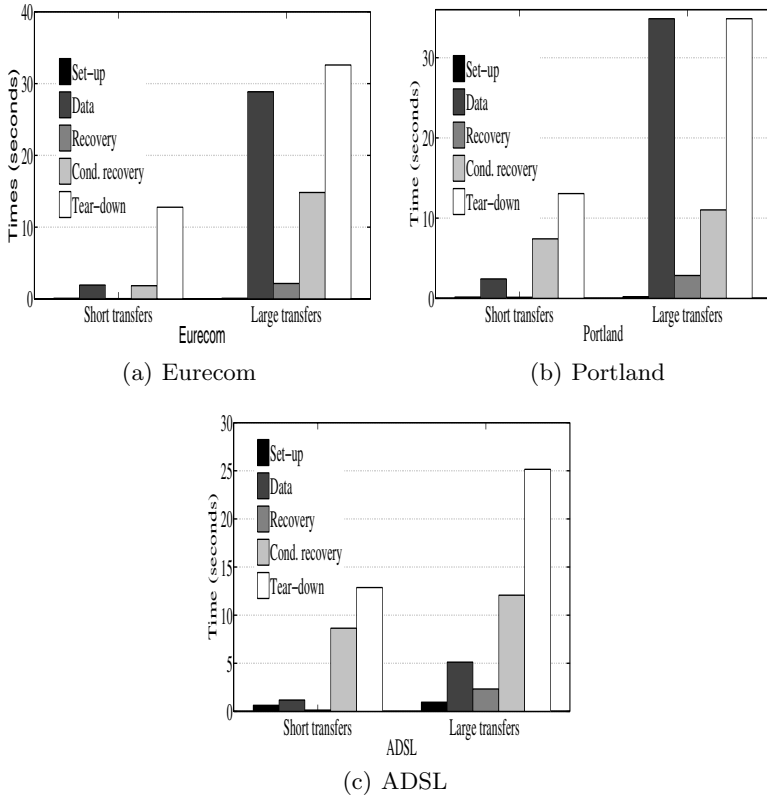 40
30
20
10
0
Times (seconds)
Set-up
Data
Recovery
Cond. recovery
Tear-down
Short transfers
Large transfers
Eurecom
(a) Eurecom
30
20
10
0
Time (seconds)
Set-up
Data
Recovery
Cond. recovery
Tear-down
Short transfers
Large transfers
Portland
(b) Portland
30
25
20
15
10
5
0
Time (seconds)
Set-up
Data
Recovery
Cond. recovery
Tear-down
Short transfers
Large transfers
ADSL
(c) ADSL